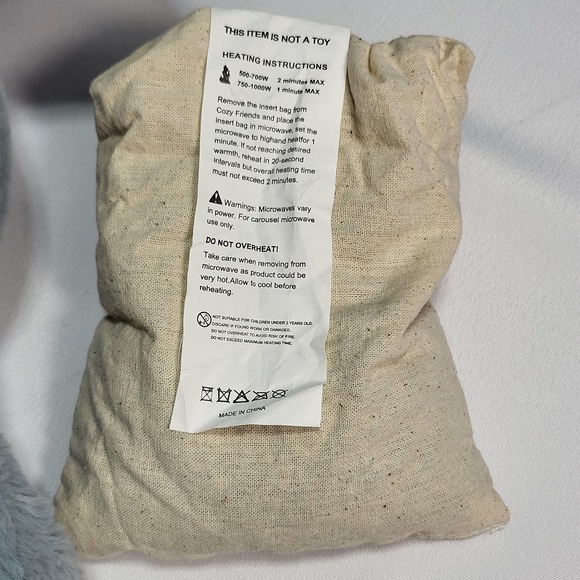 THIS ITEM IS NOT A TOY
HEATING INSTRUCTIONS
500-700W 2 minutes MAX
750-1000W 1 minute MAX
Remove the insert bag from
Cozy Friends and place the
insert bag in microwave, set the
microwave to highand heatfor 1
minute. If not reaching desired
warmth, reheat in 20-second
intervals but overall heating time
must not exceed 2 minutes.
Warnings: Microwaves vary
in power. For carousel microwave
use only.
DO NOT OVERHEAT!
Take care when removing from
microwave as product could be
very hot.Allow to cool before
reheating.
NOT SUITABLE FOR CHILDREN UNDER 3 YEARS OLD.
DISCARD IF FOUND WORN OR DAMAGED.
DO NOT OVERHEAT TO AVOID RISK OF FIRE.
DO NOT EXCEED MAXIMUM HEATING TIME.
MADE IN CHINA